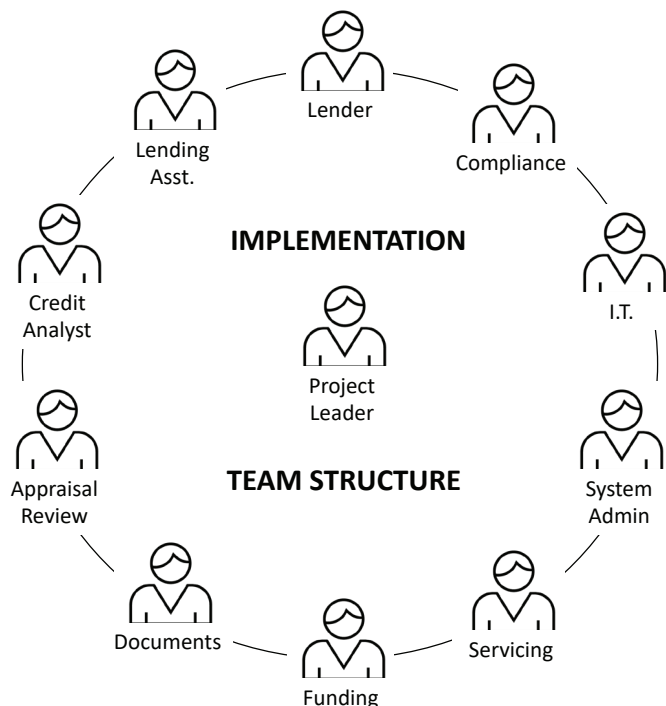 Lender
Lending
Asst.
Compliance
IMPLEMENTATION
Credit
Analyst
I.T.
Project
Leader
TEAM STRUCTURE
Appraisal
Review
System
Admin
Documents
Servicing
Funding